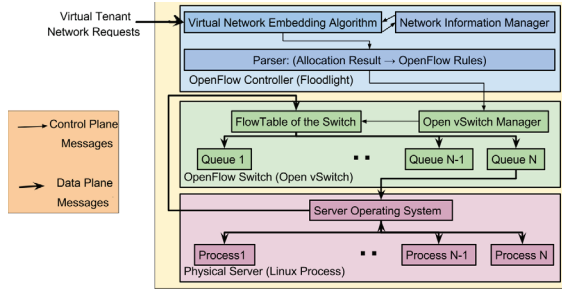 Virtual Tenant
Network Requests
Virtual Network Embedding Algorithm
Network Information Manager
Parser: (Allocation Result → OpenFlow Rules)
OpenFlow Controller (Floodlight)
Control Plane
Messages
Data Plane
Messages
FlowTable of the Switch
Open vSwitch Manager
Queue 1
Queue N-1
Queue N
OpenFlow Switch (Open vSwitch)
Server Operating System
Process1
Process N-1
Process N
Physical Server (Linux Process)